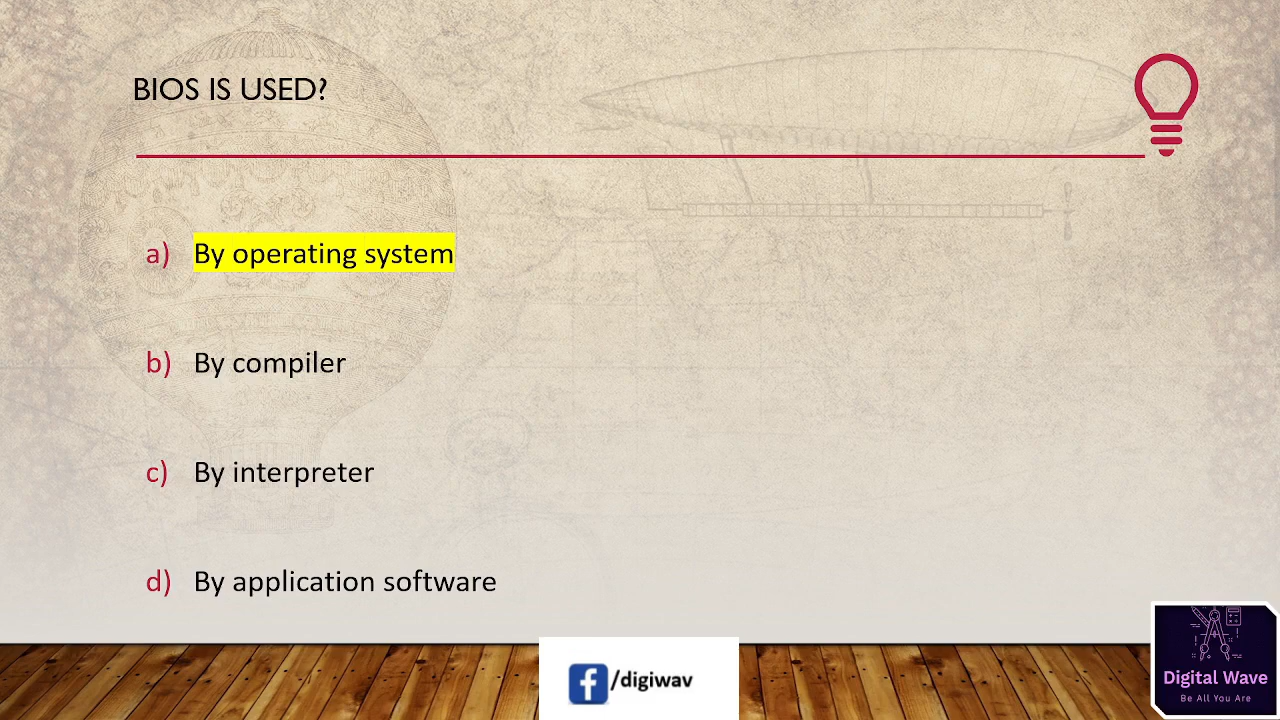 BIOS IS USED?
a) By operating system
b) By compiler
c) By interpreter
d) By application software
f/digiwav
Digital Wave
Be All You Are